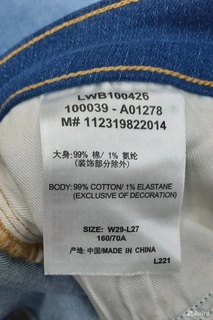 LWB100426
100039 - A01278
M# 112319822014
大身: 99% 棉/ 1% 氨纶
(装饰部分除外)
BODY: 99% COTTON/ 1% ELASTANE
(EXCLUSIVE OF DECORATION)
SIZE: W29-L27
160/70A
产地: 中国/MADE IN CHINA
L221
Avito